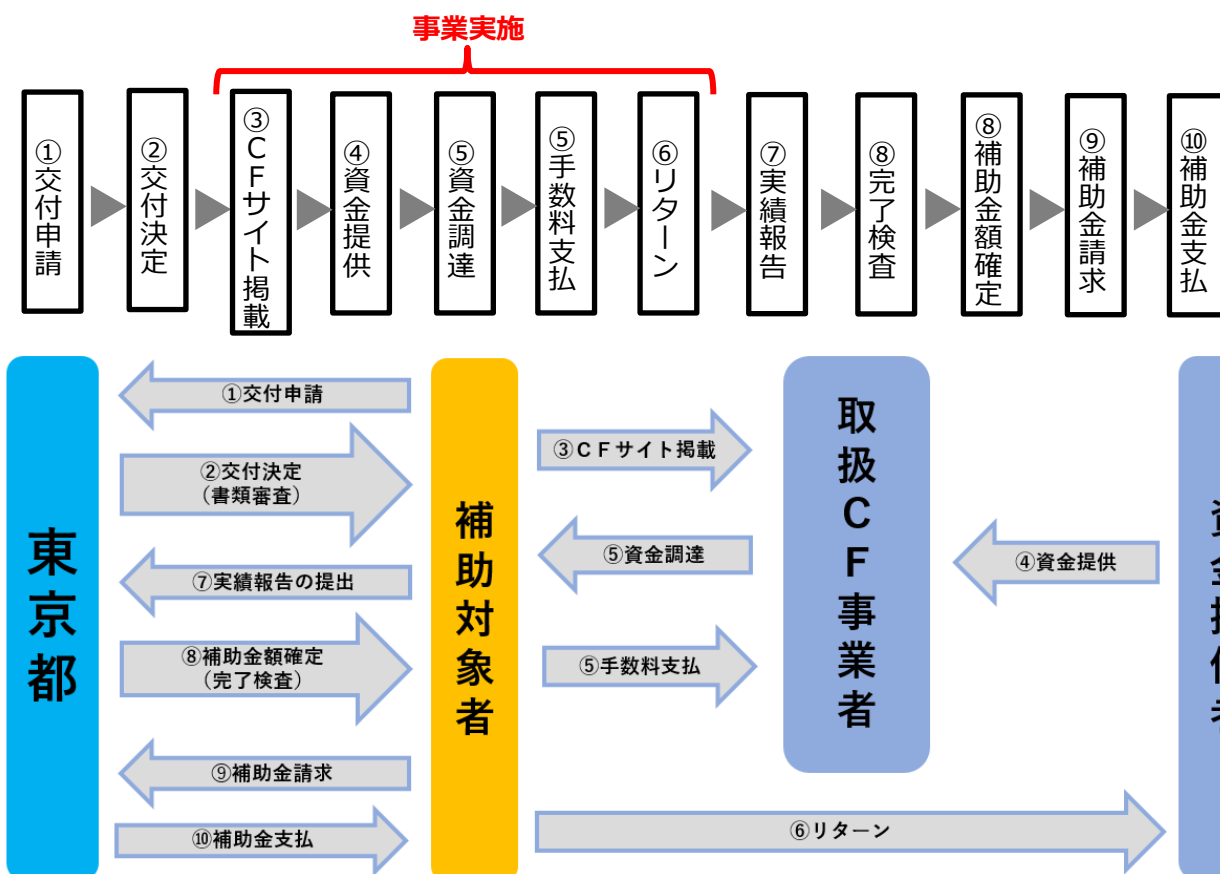 事業実施
①交付申請
②交付決定
③ＣＦサイト掲載
④資金提供
⑤資金調達
⑤手数料支払
⑥リターン
⑦実績報告
⑧完了検査
⑧補助金額確定
⑨補助金請求
⑩補助金支払
東京都
①交付申請
②交付決定
（書類審査）
⑦実績報告の提出
⑧補助金額確定
（完了検査）
⑨補助金請求
⑩補助金支払
補助対象者
③ＣＦサイト掲載
⑤資金調達
⑤手数料支払
⑥リターン
取扱ＣＦ事業者
④資金提供